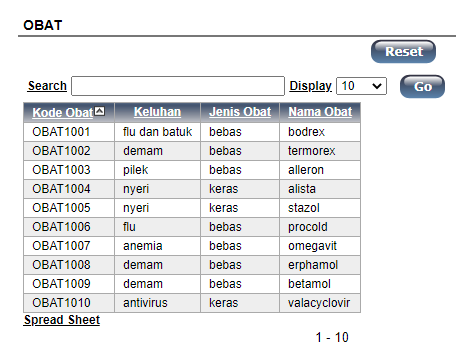 OBAT
Reset
Search Display 10 Go
Kode Obat Keluhan Jenis Obat Nama Obat
OBAT1001 flu dan batuk bebas bodrex
OBAT1002 demam bebas termorex
OBAT1003 pilek bebas alleron
OBAT1004 nyeri keras alista
OBAT1005 nyeri keras stazol
OBAT1006 flu bebas procold
OBAT1007 anemia bebas omegavit
OBAT1008 demam bebas erphamol
OBAT1009 demam bebas betamol
OBAT1010 antivirus keras valacyclovir
Spread Sheet
1 - 10